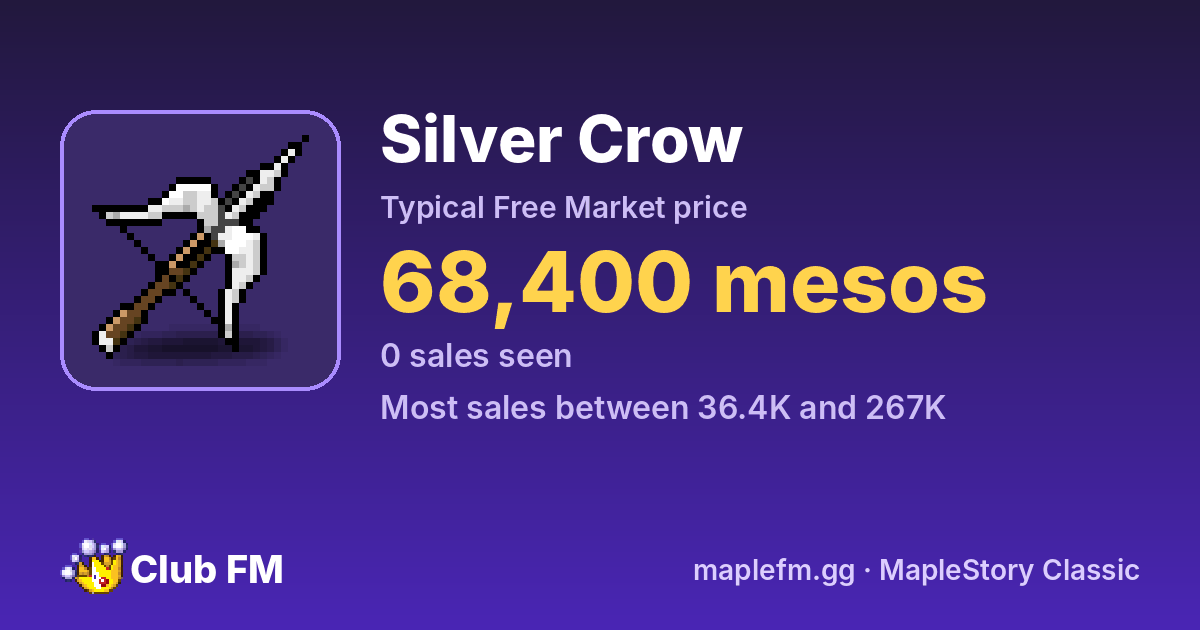 Silver Crow
Typical Free Market price
68,400 mesos
0 sales seen
Most sales between 36.4K and 267K
Club FM
maplefm.gg · MapleStory Classic